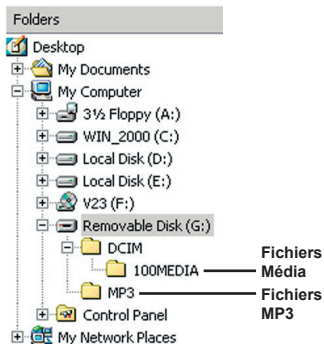 Folders
Desktop
My Documents
My Computer
3½ Floppy (A:)
WIN_2000 (C:)
Local Disk (D:)
Local Disk (E:)
V23 (F:)
Removable Disk (G:)
DCIM
100MEDIA
Fichiers
Média
MP3
Fichiers
MP3
Control Panel
My Network Places